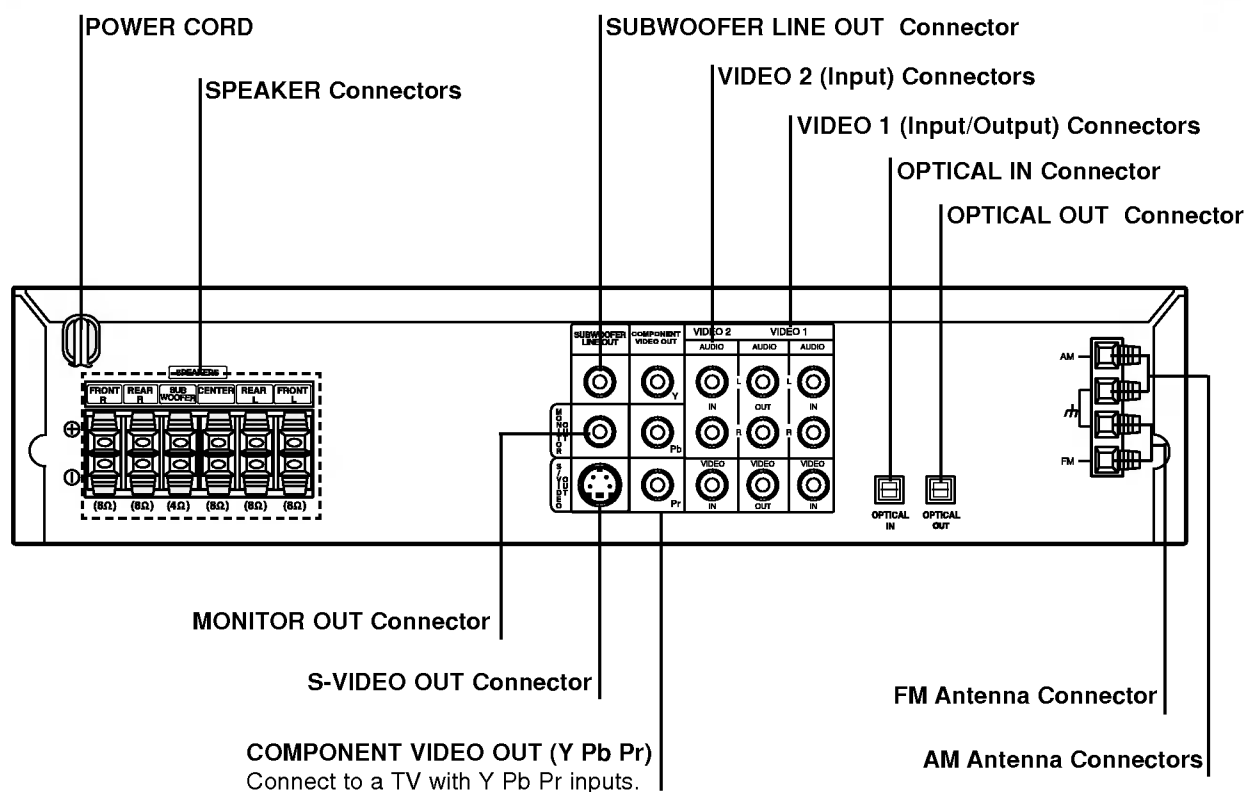 POWER CORD
SUBWOOFER LINE OUT Connector
VIDEO 2 (Input) Connectors
SPEAKER Connectors
VIDEO 1 (Input/Output) Connectors
OPTICAL IN Connector
OPTICAL OUT Connector
SUBWOOFER LINE OUT
COMPONENT VIDEO OUT
VIDEO 2
VIDEO 1
AUDIO
AUDIO
AUDIO
SPEAKERS
FRONT R
REAR R
SUB WOOFER
CENTER
REAR L
FRONT L
AM
Y
L
L
IN
OUT
IN
MONITOR OUT
Pb
R
R
FM
S/VIDEO OUT
Pr
VIDEO
VIDEO
VIDEO
IN
OUT
IN
(8Ω) (6Ω) (4Ω) (8Ω) (6Ω) (8Ω)
OPTICAL IN
OPTICAL OUT
MONITOR OUT Connector
S-VIDEO OUT Connector
FM Antenna Connector
COMPONENT VIDEO OUT (Y Pb Pr)
Connect to a TV with Y Pb Pr inputs.
AM Antenna Connectors